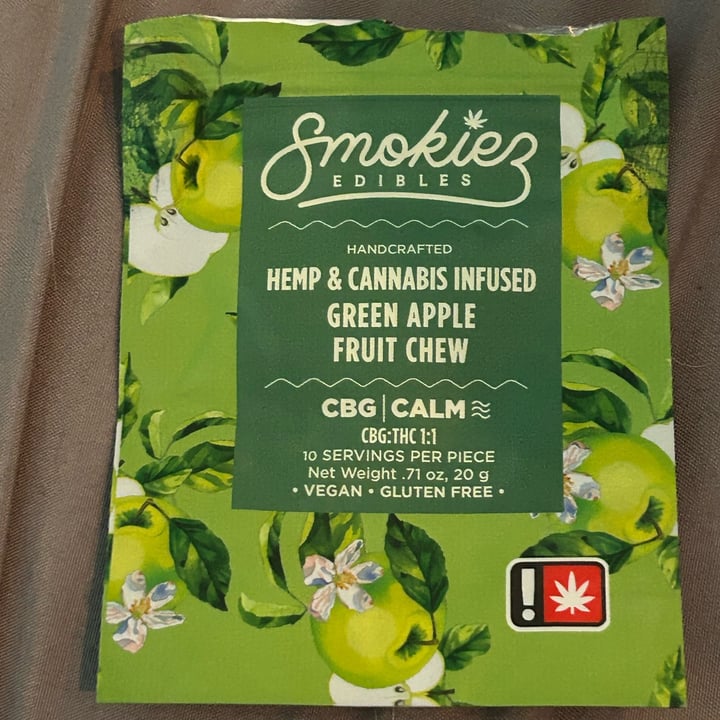 Smokiez
EDIBLES
HANDCRAFTED
HEMP & CANNABIS INFUSED
GREEN APPLE
FRUIT CHEW
CBG | CALM
CBG:THC 1:1
10 SERVINGS PER PIECE
Net Weight .71 oz, 20 g
• VEGAN • GLUTEN FREE •
!